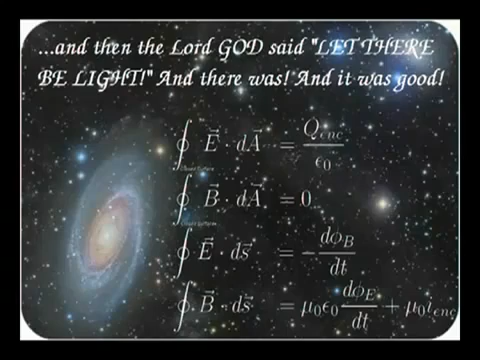 ...and then the Lord GOD said "LET THERE
BE LIGHT!" And there was! And it was good!
∮ E⃗ · dA⃗ = Q_enc/ϵ₀
∮ B⃗ · dA⃗ = 0
∮ E⃗ · ds⃗ = -dϕ_B/dt
∮ B⃗ · ds⃗ = μ₀ϵ₀ dϕ_E/dt + μ₀i_enc